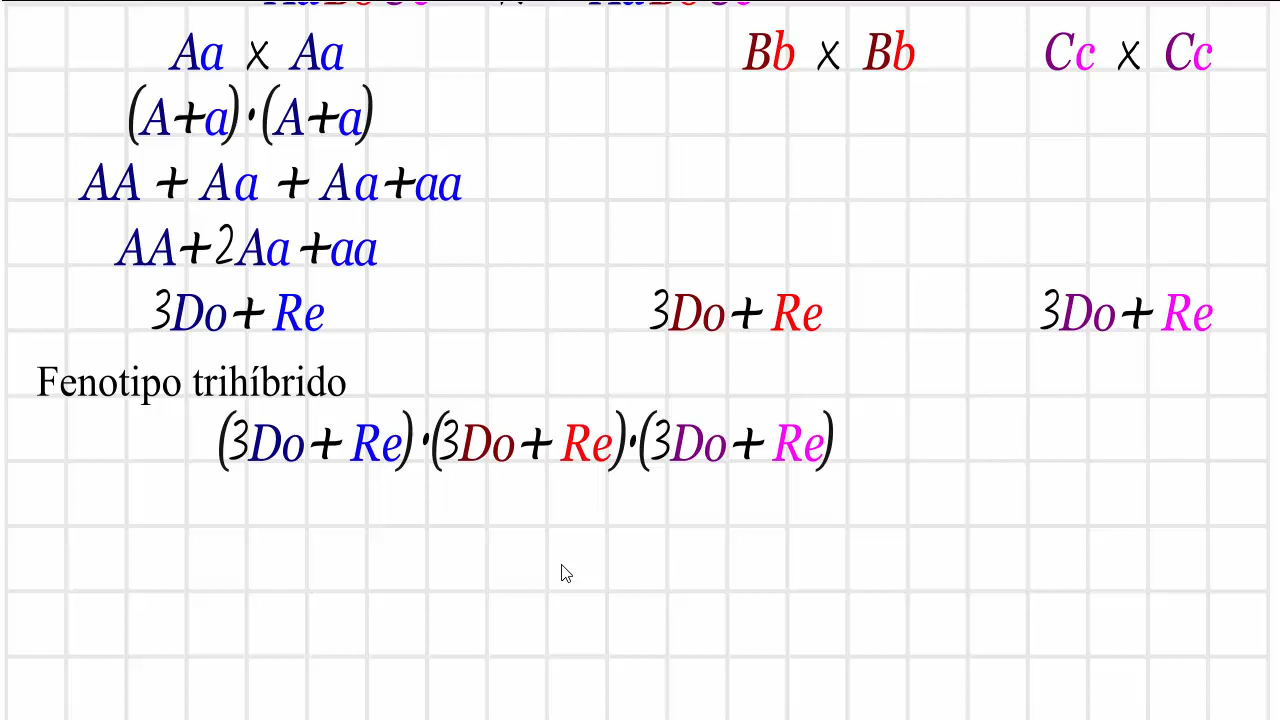 Aa x Aa Bb x Bb Cc x Cc
(A+a)·(A+a)
AA + Aa + Aa+aa
AA+2Aa+aa
3Do+Re 3Do+Re 3Do+Re
Fenotipo trihíbrido
(3Do+Re)·(3Do+Re)·(3Do+Re)